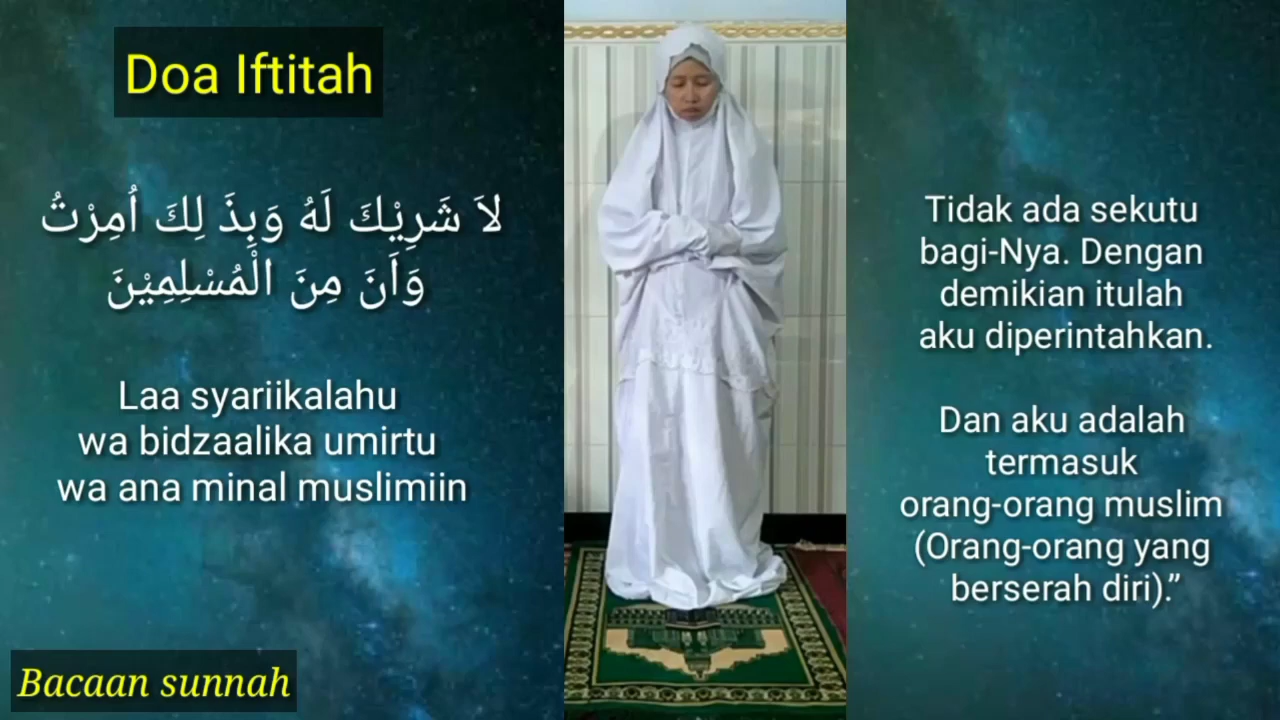 Doa Iftitah
لاَ شَرِيْكَ لَهُ وَبِذَ لِكَ اُمِرْتُ
وَاَنَ مِنَ الْمُسْلِمِيْنَ
Laa syariikalahu
wa bidzaalika umirtu
wa ana minal muslimiin
Bacaan sunnah
Tidak ada sekutu
bagi-Nya. Dengan
demikian itulah
aku diperintahkan.
Dan aku adalah
termasuk
orang-orang muslim
(Orang-orang yang
berserah diri).”